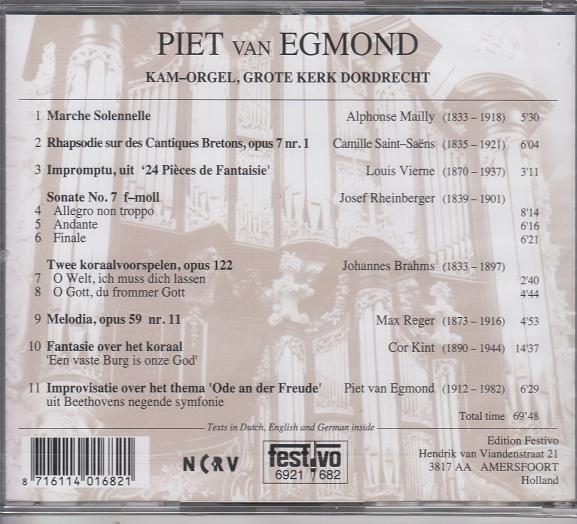 PIET VAN EGMOND
KAM–ORGEL, GROTE KERK DORDRECHT
1 Marche Solennelle Alphonse Mailly (1833 – 1918) 5'30
2 Rhapsodie sur des Cantiques Bretons, opus 7 nr. 1 Camille Saint–Saëns (1835 – 1921) 6'04
3 Impromptu, uit '24 Pièces de Fantaisie' Louis Vierne (1870 – 1937) 3'11
Sonate No. 7 f–moll Josef Rheinberger (1839 – 1901)
4 Allegro non troppo 8'14
5 Andante 6'16
6 Finale 6'21
Twee koraalvoorspelen, opus 122 Johannes Brahms (1833 – 1897)
7 O Welt, ich muss dich lassen 2'40
8 O Gott, du frommer Gott 4'44
9 Melodia, opus 59 nr. 11 Max Reger (1873 – 1916) 4'53
10 Fantasie over het koraal Cor Kint (1890 – 1944) 14'37
'Een vaste Burg is onze God'
11 Improvisatie over het thema 'Ode an der Freude' Piet van Egmond (1912 – 1982) 6'29
uit Beethovens negende symfonie
Total time 69'48
Texts in Dutch, English and German inside
8 716114 016821
NCRV
festivo
6921 682
Edition Festivo
Hendrik van Viandenstraat 21
3817 AA AMERSFOORT
Holland